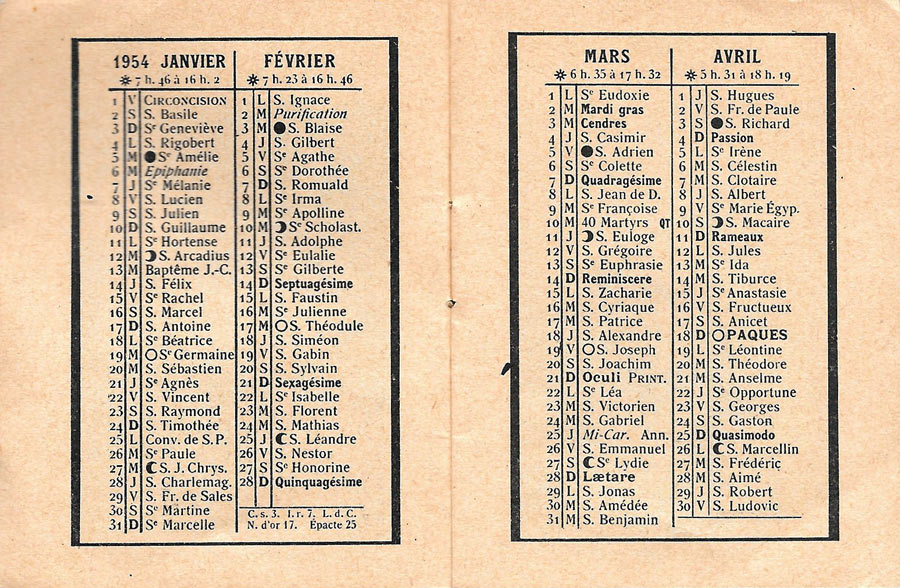 1954 JANVIER
☀ 7 h. 46 à 16 h. 2
1 V CIRCONCISION
2 S S. Basile
3 D Se Geneviève
4 L S. Rigobert
5 M ● Se Amélie
6 M Epiphanie
7 J Se Mélanie
8 V S. Lucien
9 S S. Julien
10 D S. Guillaume
11 L Se Hortense
12 M ☽ S. Arcadius
13 M Baptême J.-C.
14 J S. Félix
15 V Se Rachel
16 S S. Marcel
17 D S. Antoine
18 L Se Béatrice
19 M ○ Se Germaine
20 M S. Sébastien
21 J Se Agnès
22 V S. Vincent
23 S S. Raymond
24 D S. Timothée
25 L Conv. de S.P.
26 M Se Paule
27 M ☾ S. J. Chrys.
28 J S. Charlemag.
29 V S. Fr. de Sales
30 S Se Martine
31 D Se Marcelle
FÉVRIER
☀ 7 h. 23 à 16 h. 46
1 L S. Ignace
2 M Purification
3 M ● S. Blaise
4 J S. Gilbert
5 V Se Agathe
6 S Se Dorothée
7 D S. Romuald
8 L Se Irma
9 M Se Apolline
10 M ☽ Se Scholast.
11 J S. Adolphe
12 V Se Eulalie
13 S Se Gilberte
14 D Septuagésime
15 L S. Faustin
16 M Se Julienne
17 M ○ S. Théodule
18 J S. Siméon
19 V S. Gabin
20 S S. Sylvain
21 D Sexagésime
22 L Se Isabelle
23 M S. Florent
24 M S. Mathias
25 J ☾ S. Léandre
26 V S. Nestor
27 S Se Honorine
28 D Quinquagésime
C. s. 3. I. r. 7. L. d. C.
N. d'or 17. Épacte 25
MARS
☀ 6 h. 35 à 17 h. 32
1 L Se Eudoxie
2 M Mardi gras
3 M Cendres
4 J S. Casimir
5 V ● S. Adrien
6 S Se Colette
7 D Quadragésime
8 L S. Jean de D.
9 M Se Françoise
10 M 40 Martyrs QT
11 J ☽ S. Euloge
12 V S. Grégoire
13 S Se Euphrasie
14 D Reminiscere
15 L S. Zacharie
16 M S. Cyriaque
17 M S. Patrice
18 J S. Alexandre
19 V ○ S. Joseph
20 S S. Joachim
21 D Oculi PRINT.
22 L Se Léa
23 M S. Victorien
24 M S. Gabriel
25 J Mi-Car. Ann.
26 V S. Emmanuel
27 S ☾ Se Lydie
28 D Lætare
29 L S. Jonas
30 M S. Amédée
31 M S. Benjamin
AVRIL
☀ 5 h. 31 à 18 h. 19
1 J S. Hugues
2 V S. Fr. de Paule
3 S ● S. Richard
4 D Passion
5 L Se Irène
6 M S. Célestin
7 M S. Clotaire
8 J S. Albert
9 V Se Marie Égyp.
10 S ☽ S. Macaire
11 D Rameaux
12 L S. Jules
13 M Se Ida
14 M S. Tiburce
15 J Se Anastasie
16 V S. Fructueux
17 S S. Anicet
18 D ○ PAQUES
19 L Se Léontine
20 M S. Théodore
21 M S. Anselme
22 J Se Opportune
23 V S. Georges
24 S S. Gaston
25 D Quasimodo
26 L ☾ S. Marcellin
27 M S. Frédéric
28 M S. Aimé
29 J S. Robert
30 V S. Ludovic